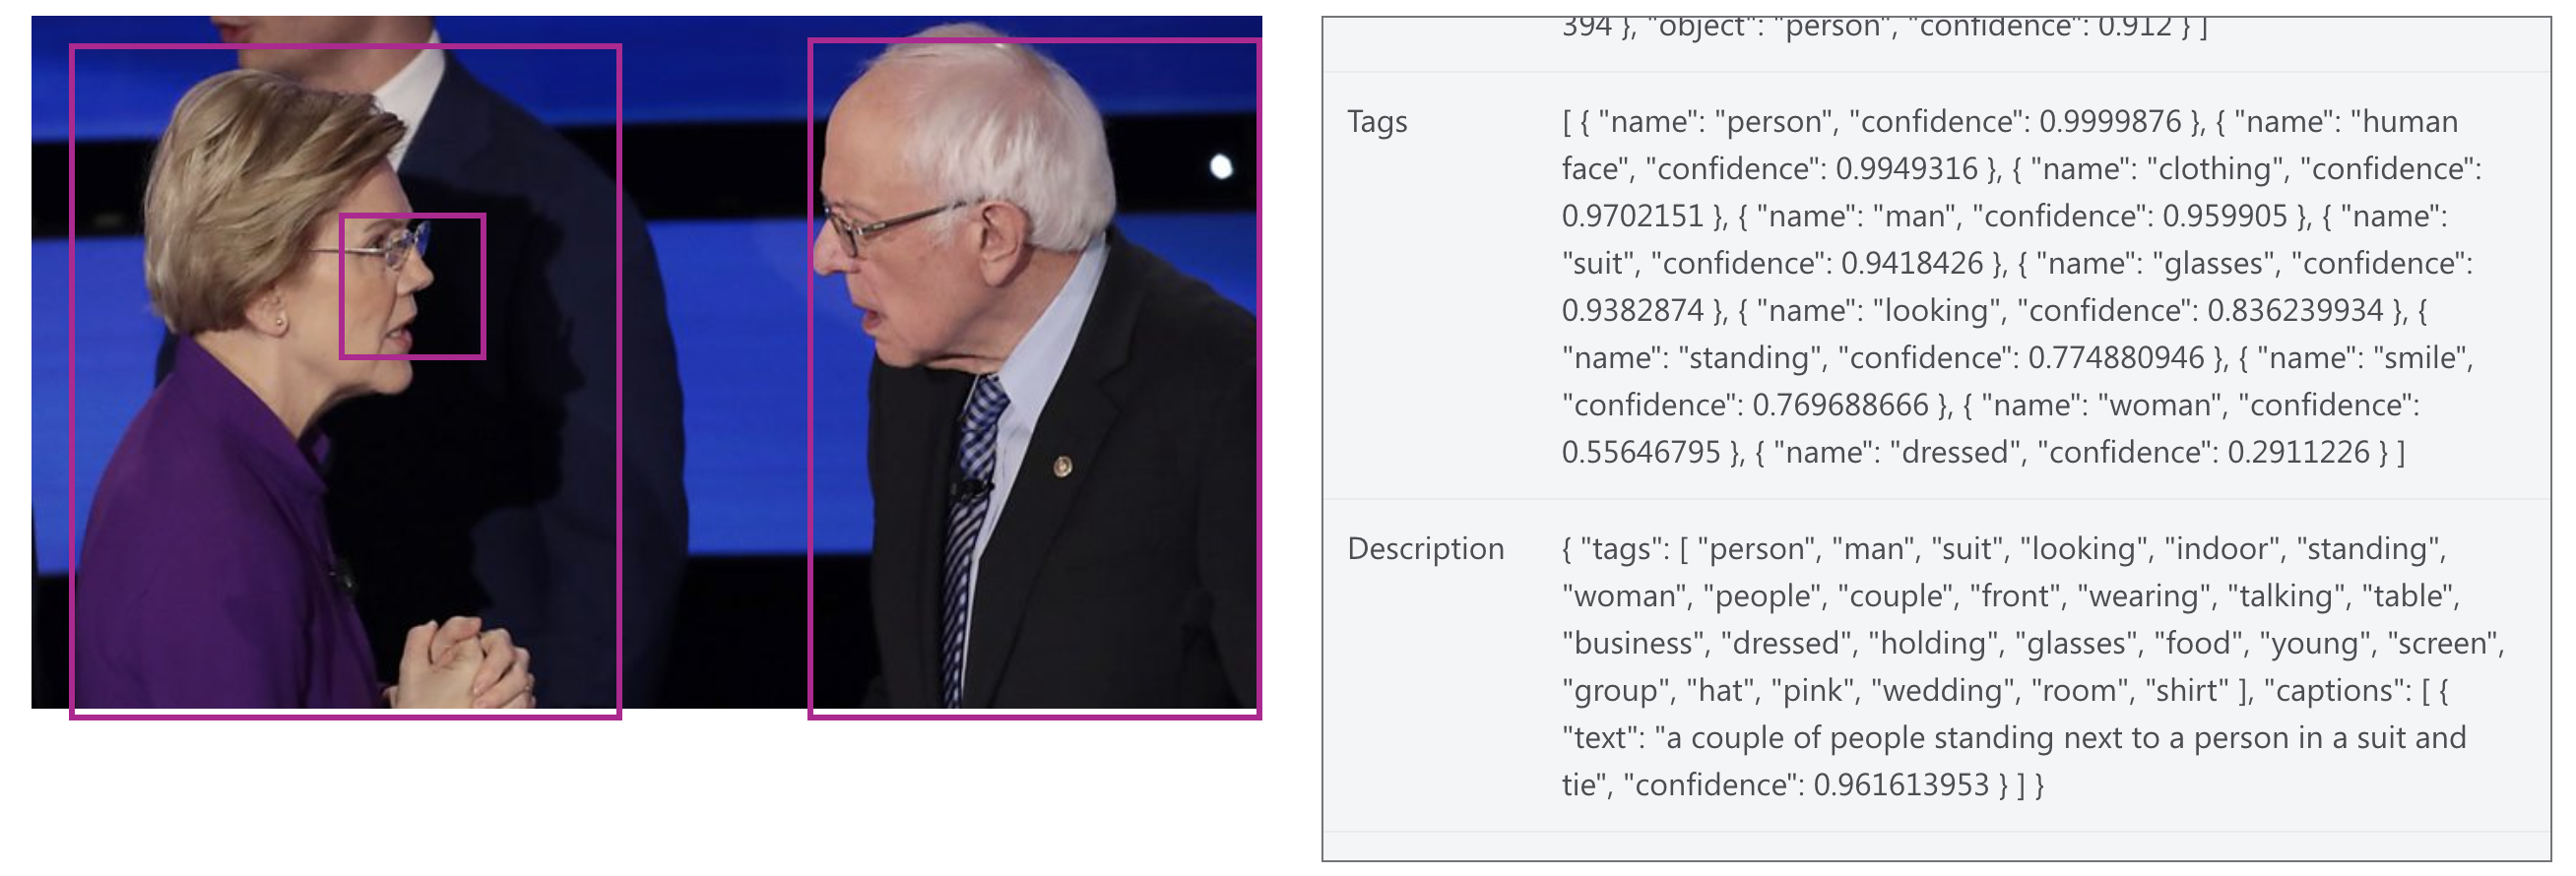 394 }, "object": "person", "confidence": 0.912 } ]
Tags
[ { "name": "person", "confidence": 0.9999876 }, { "name": "human
face", "confidence": 0.9949316 }, { "name": "clothing", "confidence":
0.9702151 }, { "name": "man", "confidence": 0.959905 }, { "name":
"suit", "confidence": 0.9418426 }, { "name": "glasses", "confidence":
0.9382874 }, { "name": "looking", "confidence": 0.836239934 }, {
"name": "standing", "confidence": 0.774880946 }, { "name": "smile",
"confidence": 0.769688666 }, { "name": "woman", "confidence":
0.55646795 }, { "name": "dressed", "confidence": 0.2911226 } ]
Description
{ "tags": [ "person", "man", "suit", "looking", "indoor", "standing",
"woman", "people", "couple", "front", "wearing", "talking", "table",
"business", "dressed", "holding", "glasses", "food", "young", "screen",
"group", "hat", "pink", "wedding", "room", "shirt" ], "captions": [ {
"text": "a couple of people standing next to a person in a suit and
tie", "confidence": 0.961613953 } ] }